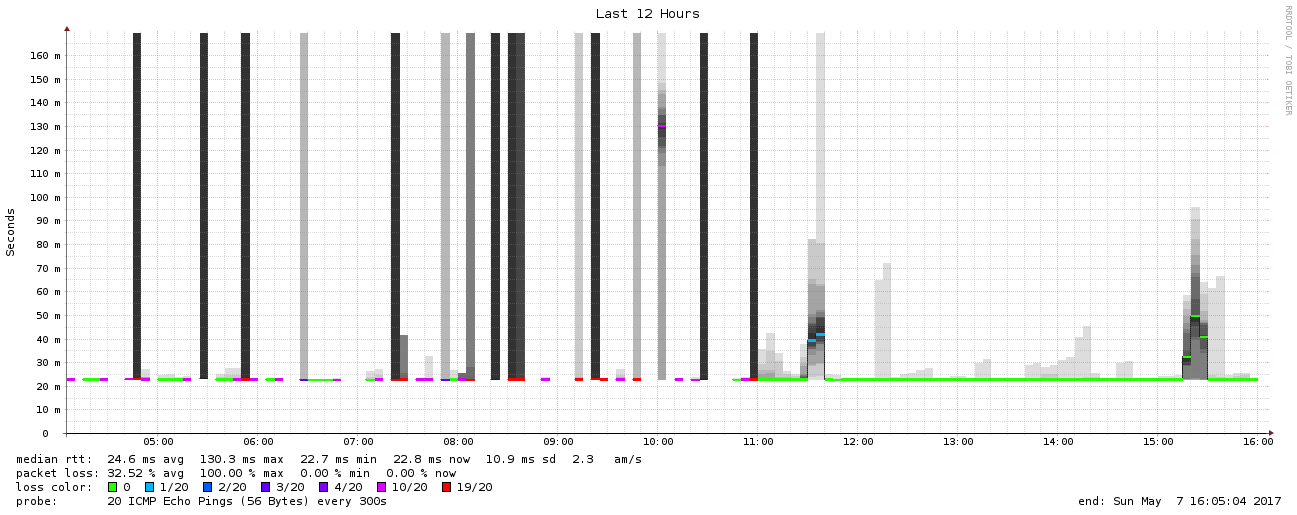 Last 12 Hours
RRDTOOL / TOBI OETIKER
Seconds
160 m
150 m
140 m
130 m
120 m
110 m
100 m
90 m
80 m
70 m
60 m
50 m
40 m
30 m
20 m
10 m
0
05:00 06:00 07:00 08:00 09:00 10:00 11:00 12:00 13:00 14:00 15:00 16:00
median rtt: 24.6 ms avg 130.3 ms max 22.7 ms min 22.8 ms now 10.9 ms sd 2.3 am/s
packet loss: 32.52 % avg 100.00 % max 0.00 % min 0.00 % now
loss color: 0 1/20 2/20 3/20 4/20 10/20 19/20
probe: 20 ICMP Echo Pings (56 Bytes) every 300s end: Sun May 7 16:05:04 2017